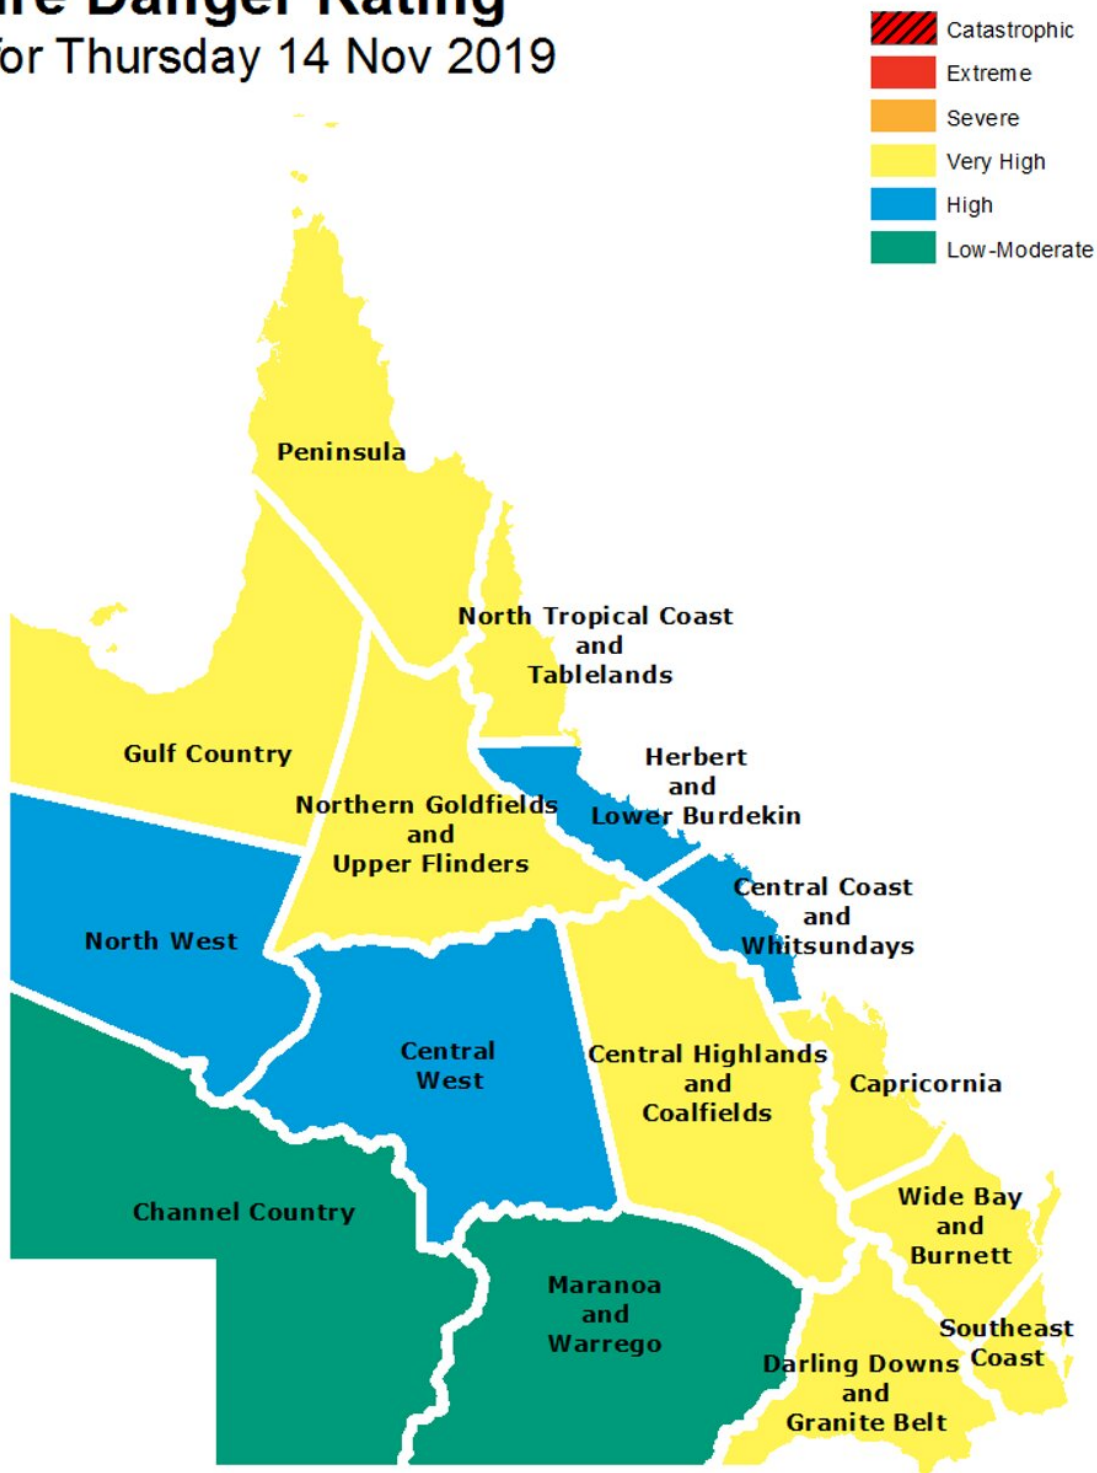 Danger Rating
for Thursday 14 Nov 2019
Catastrophic
Extreme
Severe
Very High
High
Low-Moderate
Peninsula
North Tropical Coast
and
Tablelands
Gulf Country
Herbert
and
Lower Burdekin
Northern Goldfields
and
Upper Flinders
Central Coast
and
Whitsundays
North West
Central
West
Central Highlands
and
Coalfields
Capricornia
Channel Country
Wide Bay
and
Burnett
Maranoa
and
Warrego
Southeast
Coast
Darling Downs
and
Granite Belt